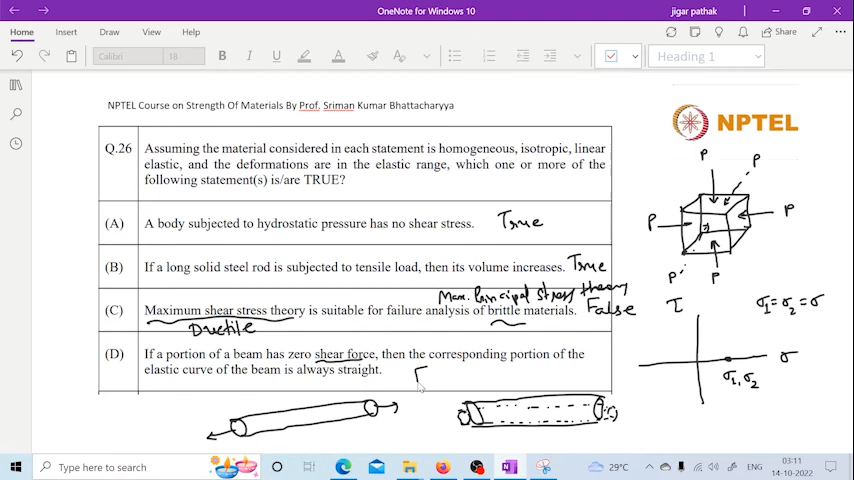 OneNote for Windows 10
jigar pathak
Home Insert Draw View Help
Share
Calibri 18 B I U A Heading 1
NPTEL Course on Strength Of Materials By Prof. Sriman Kumar Bhattacharyya
NPTEL
Q.26 Assuming the material considered in each statement is homogeneous, isotropic, linear
elastic, and the deformations are in the elastic range, which one or more of the
following statement(s) is/are TRUE?
(A) A body subjected to hydrostatic pressure has no shear stress. True
(B) If a long solid steel rod is subjected to tensile load, then its volume increases. True
Max. Principal stress theory
(C) Maximum shear stress theory is suitable for failure analysis of brittle materials. False
Ductile
(D) If a portion of a beam has zero shear force, then the corresponding portion of the
elastic curve of the beam is always straight.
P P
P P
P P
τ σ1 = σ2 = σ
σ
σ1, σ2
Type here to search
29°C ENG 03:11
14-10-2022